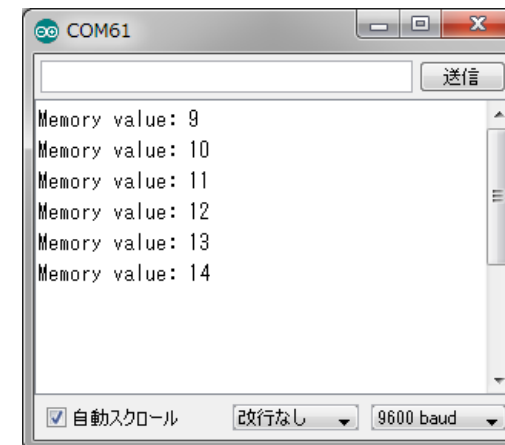 COM61
送信
Memory value: 9
Memory value: 10
Memory value: 11
Memory value: 12
Memory value: 13
Memory value: 14
自動スクロール 改行なし 9600 baud